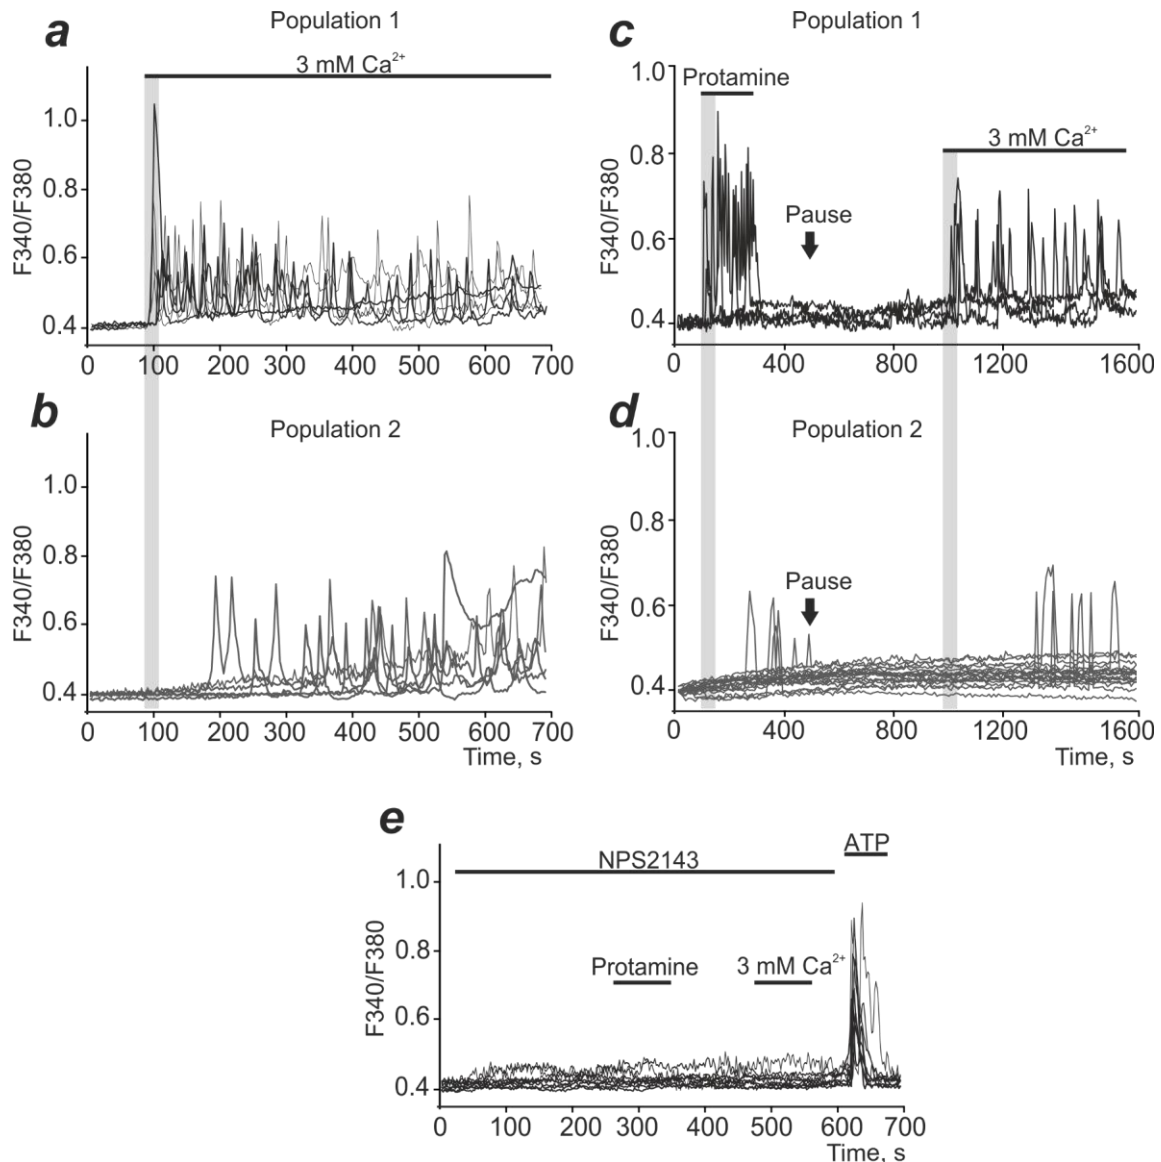 a
Population 1
3 mM Ca²⁺
F340/F380
1.0
0.8
0.6
0.4
0 100 200 300 400 500 600 700
b
Population 2
F340/F380
1.0
0.8
0.6
0.4
0 100 200 300 400 500 600 700
Time, s
c
Population 1
Protamine
3 mM Ca²⁺
Pause
F340/F380
1.0
0.8
0.6
0.4
0 400 800 1200 1600
d
Population 2
Pause
F340/F380
1.0
0.8
0.6
0.4
0 400 800 1200 1600
Time, s
e
NPS2143
ATP
Protamine
3 mM Ca²⁺
F340/F380
1.0
0.8
0.6
0.4
0 100 200 300 400 500 600 700
Time, s